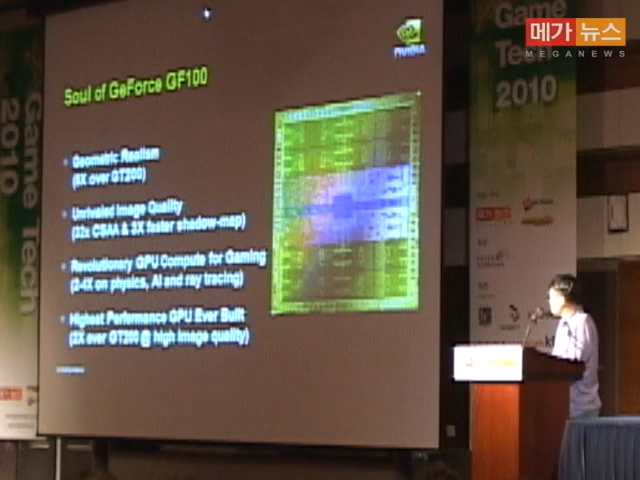 메가 뉴스
MEGANEWS
NVIDIA
Soul of GeForce GF100
Geometric Realism
(8X over GT200)
Unrivaled Image Quality
(32x CSAA & 3X faster shadow-map)
Revolutionary GPU Compute for Gaming
(2-4X on physics, AI and ray tracing)
Highest Performance GPU Ever Built
(2X over GT200 @ high image quality)
Game
Tech
2010
Game Tech
2010